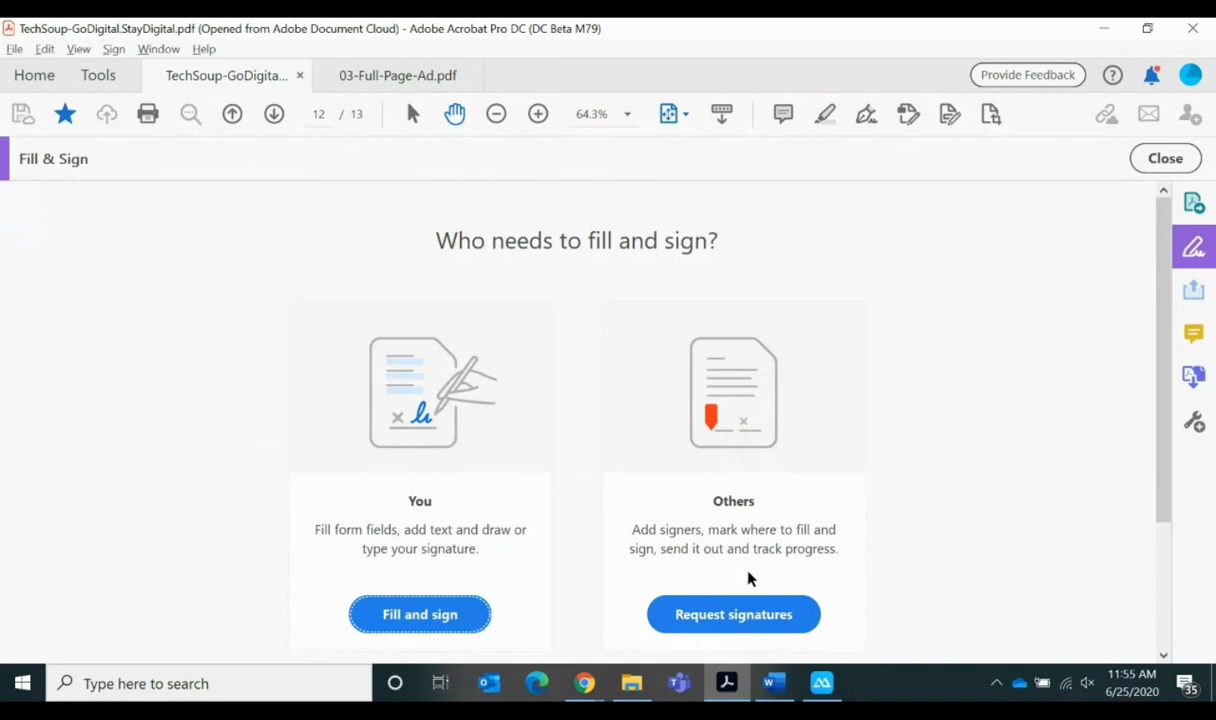 TechSoup-GoDigital.StayDigital.pdf (Opened from Adobe Document Cloud) - Adobe Acrobat Pro DC (DC Beta M79)
File Edit View Sign Window Help
Home Tools TechSoup-GoDigita... × 03-Full-Page-Ad.pdf Provide Feedback
12 / 13 64.3%
Fill & Sign Close
Who needs to fill and sign?
You
Fill form fields, add text and draw or
type your signature.
Fill and sign
Others
Add signers, mark where to fill and
sign, send it out and track progress.
Request signatures
Type here to search
11:55 AM
6/25/2020
35